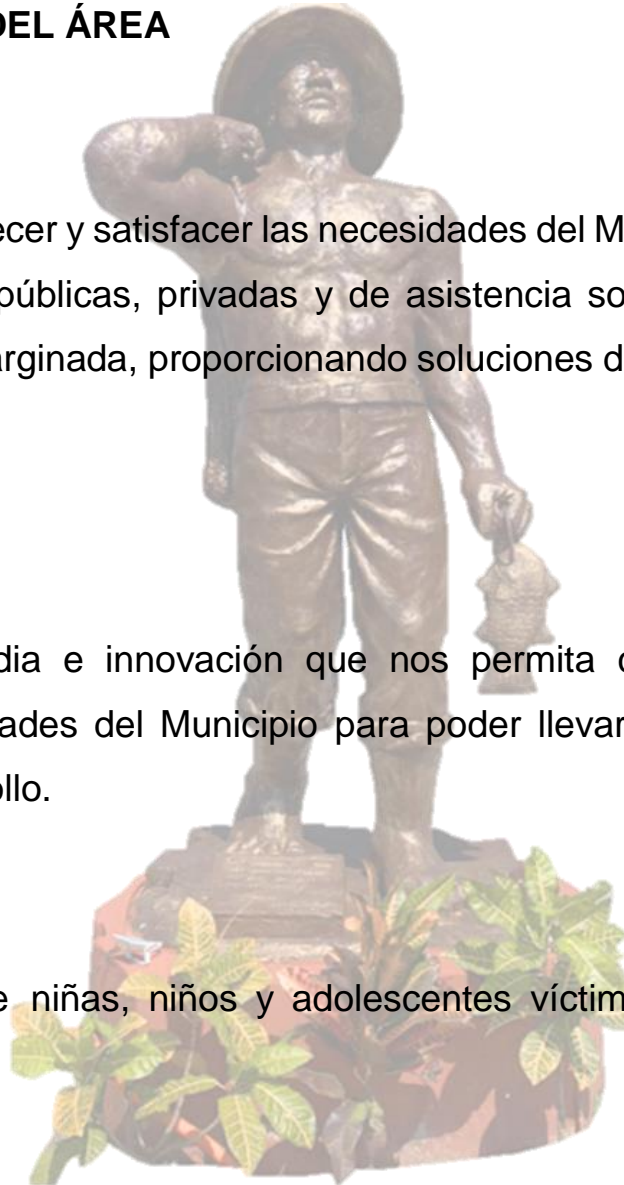 DEL ÁREA
ecer y satisfacer las necesidades del M
públicas, privadas y de asistencia so
arginada, proporcionando soluciones d
dia e innovación que nos permita
ades del Municipio para poder llevar
ollo.
e niñas, niños y adolescentes víctim